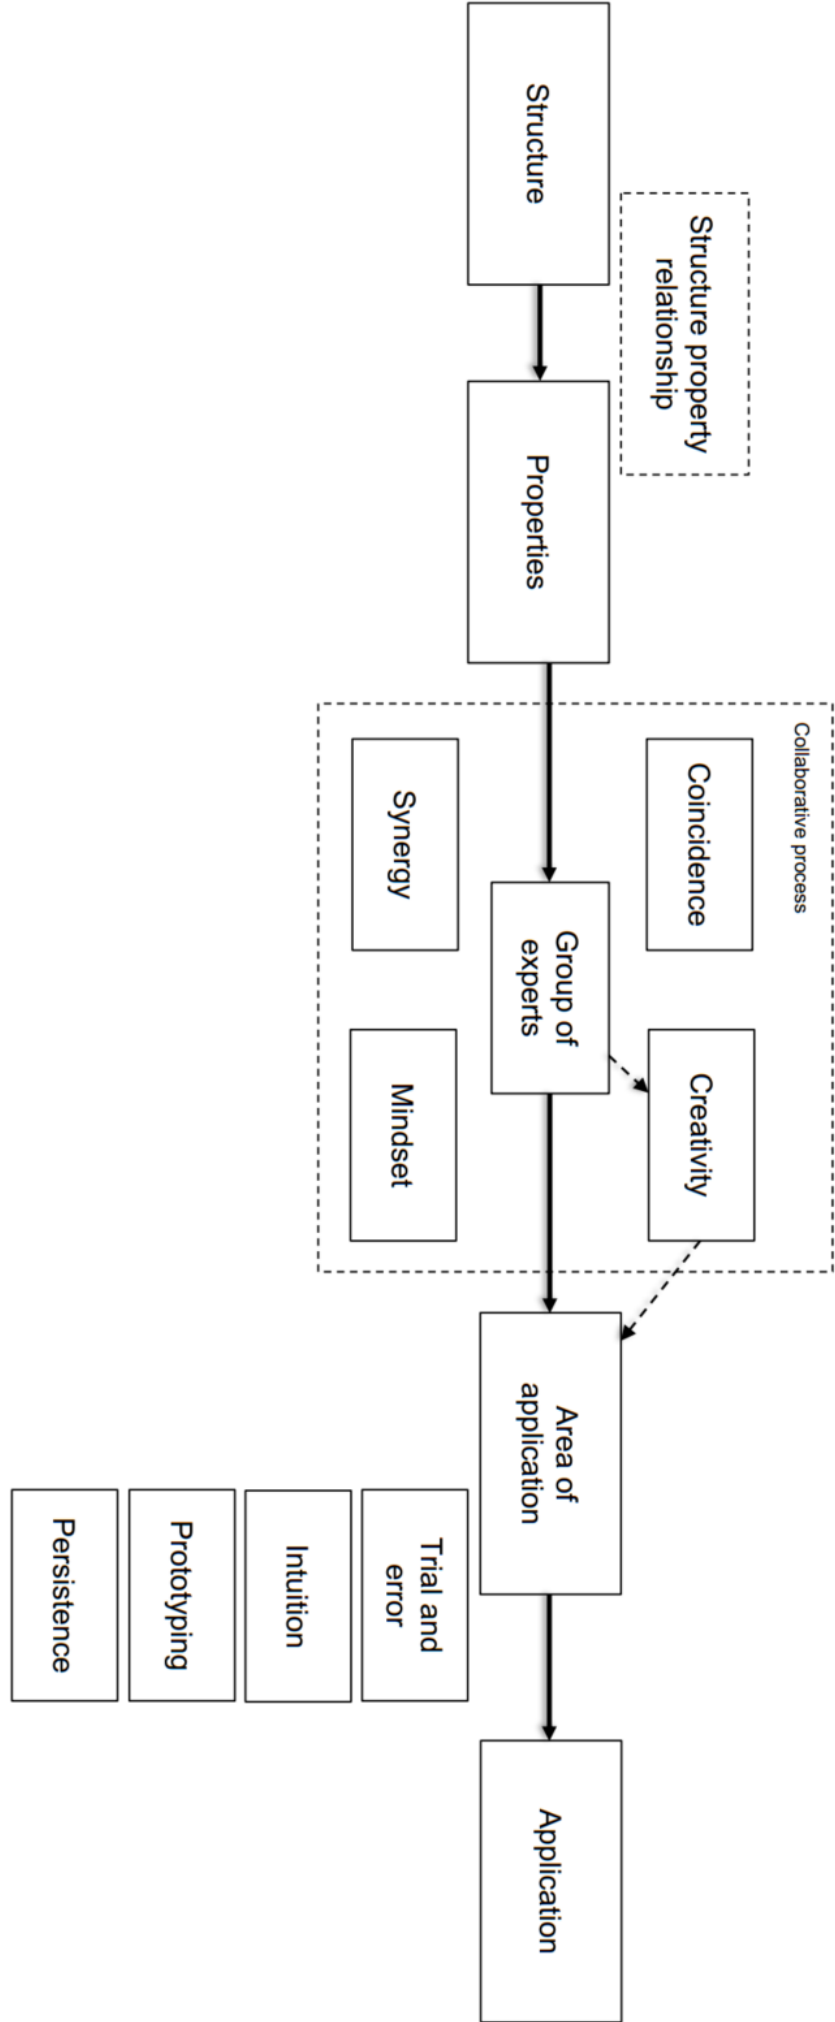 Structure property
relationship
Structure
Properties
Collaborative process
Coincidence
Creativity
Group of
experts
Synergy
Mindset
Area of
application
Application
Trial and
error
Intuition
Prototyping
Persistence